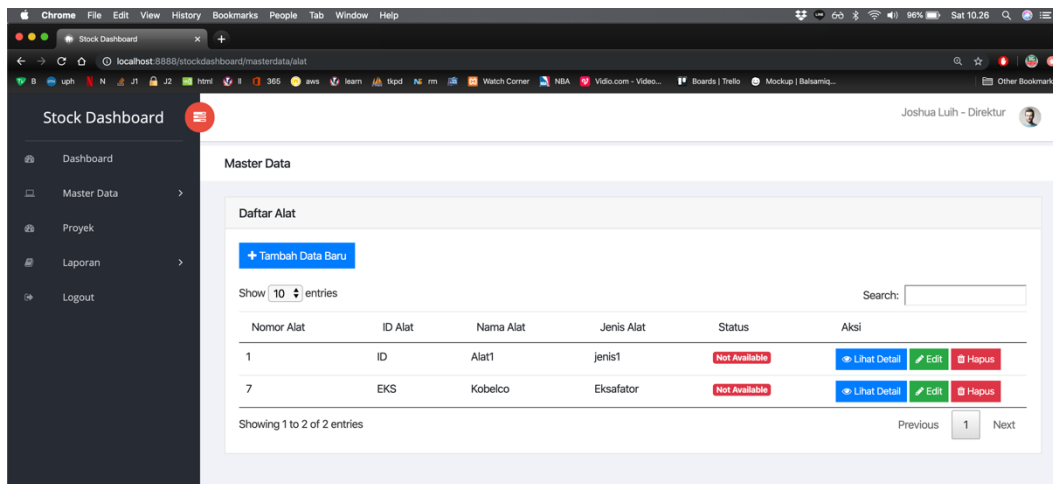 Chrome File Edit View History Bookmarks People Tab Window Help 96% Sat 10.26
Stock Dashboard × +
localhost:8888/stockdashboard/masterdata/alat
B uph N J1 J2 html II 365 aws learn tkpd rm Watch Corner NBA Vidio.com - Video... Boards | Trello Mockup | Balsamiq... Other Bookmark
Stock Dashboard
Joshua Luih - Direktur
Dashboard
Master Data >
Proyek
Laporan >
Logout
Master Data
Daftar Alat
+ Tambah Data Baru
Show 10 entries
Search:
Nomor Alat ID Alat Nama Alat Jenis Alat Status Aksi
1 ID Alat1 jenis1 Not Available Lihat Detail Edit Hapus
7 EKS Kobelco Eksafator Not Available Lihat Detail Edit Hapus
Showing 1 to 2 of 2 entries
Previous 1 Next